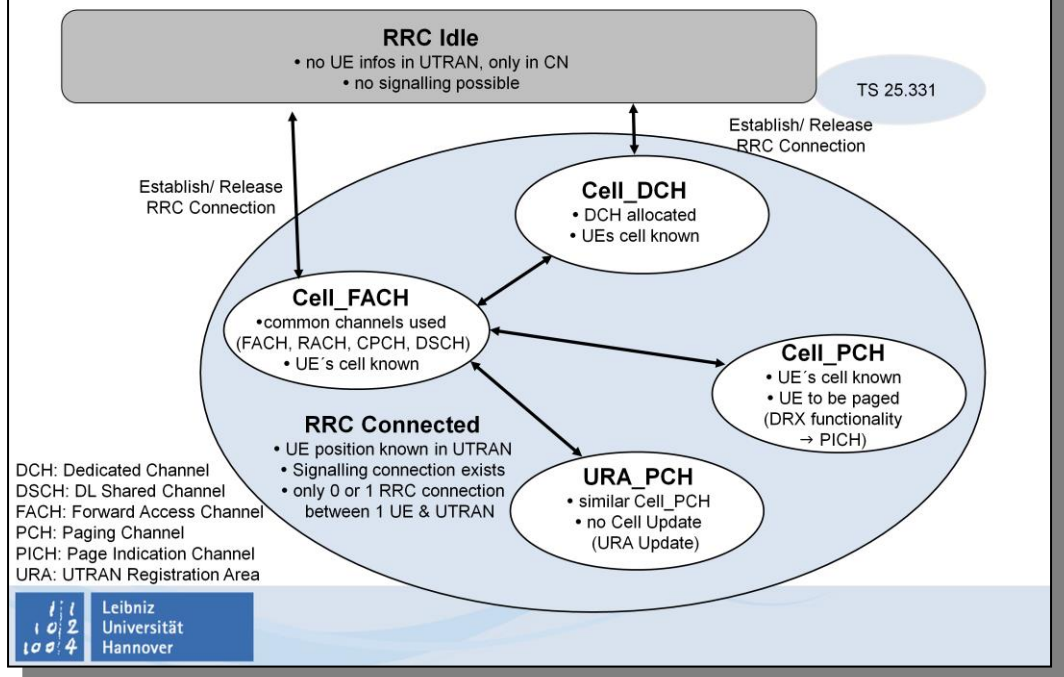 RRC Idle
• no UE infos in UTRAN, only in CN
• no signalling possible
TS 25.331
Establish/ Release
RRC Connection
Establish/ Release
RRC Connection
Cell_DCH
• DCH allocated
• UEs cell known
Cell_FACH
•common channels used
(FACH, RACH, CPCH, DSCH)
• UE´s cell known
Cell_PCH
• UE´s cell known
• UE to be paged
(DRX functionality
→ PICH)
RRC Connected
• UE position known in UTRAN
• Signalling connection exists
• only 0 or 1 RRC connection
between 1 UE & UTRAN
URA_PCH
• similar Cell_PCH
• no Cell Update
(URA Update)
DCH: Dedicated Channel
DSCH: DL Shared Channel
FACH: Forward Access Channel
PCH: Paging Channel
PICH: Page Indication Channel
URA: UTRAN Registration Area
Leibniz
Universität
Hannover